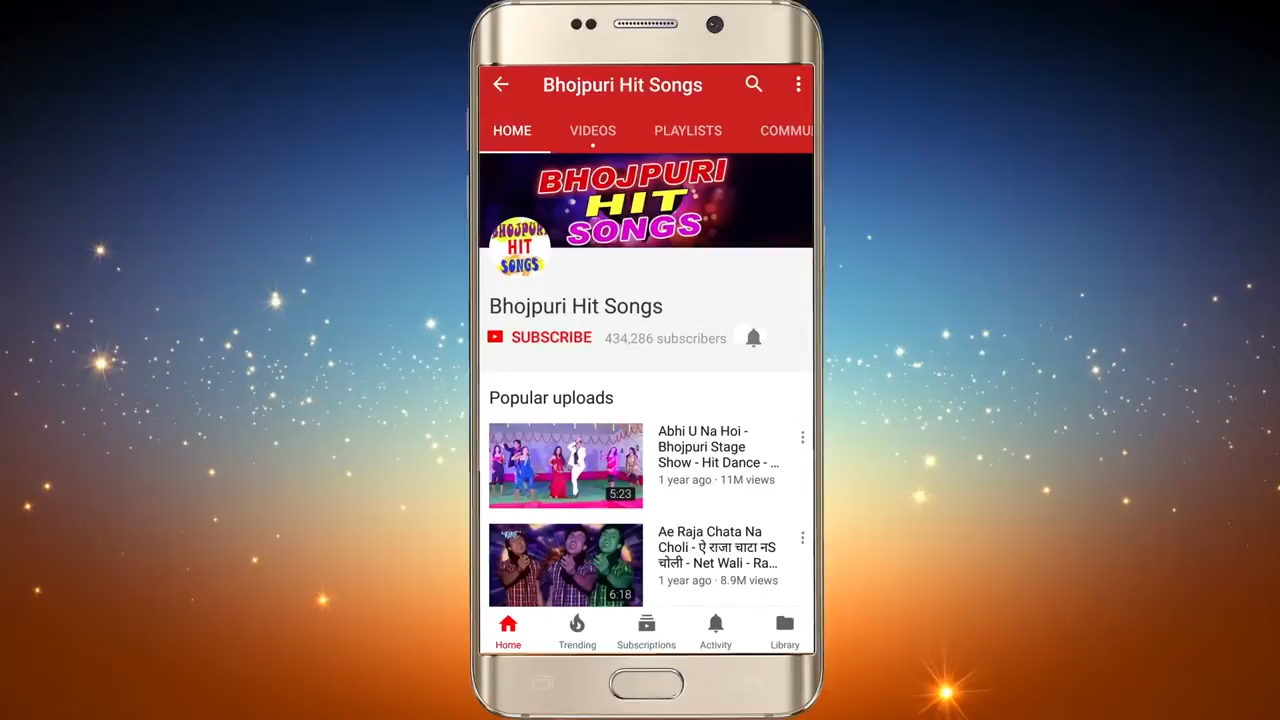 Bhojpuri Hit Songs
HOME VIDEOS PLAYLISTS COMMU
BHOJPURI
HIT
SONGS
BHOJPURI
HIT
SONGS
Bhojpuri Hit Songs
SUBSCRIBE 434,286 subscribers
Popular uploads
Abhi U Na Hoi -
Bhojpuri Stage
Show - Hit Dance - ...
1 year ago · 11M views
5:23
Ae Raja Chata Na
Choli - ऐ राजा चाटा नS
चोली - Net Wali - Ra...
1 year ago · 8.9M views
6:18
Home Trending Subscriptions Activity Library